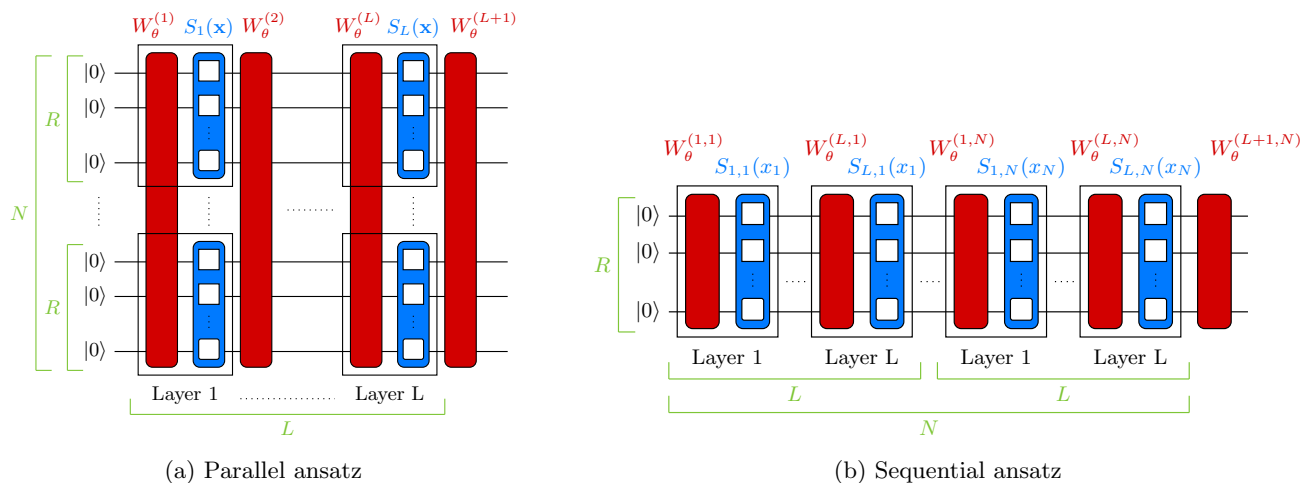 W_θ^(1) S_1(x) W_θ^(2) W_θ^(L) S_L(x) W_θ^(L+1)
|0⟩
R |0⟩
|0⟩
N
|0⟩
R |0⟩
|0⟩
Layer 1 Layer L
L
(a) Parallel ansatz
W_θ^(1,1) W_θ^(L,1) W_θ^(1,N) W_θ^(L,N) W_θ^(L+1,N)
S_{1,1}(x_1) S_{L,1}(x_1) S_{1,N}(x_N) S_{L,N}(x_N)
|0⟩
R |0⟩
|0⟩
Layer 1 Layer L Layer 1 Layer L
L L
N
(b) Sequential ansatz